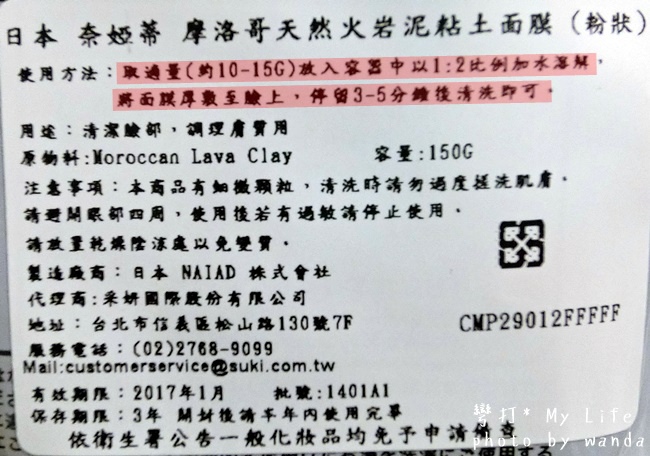 日本 奈婭蒂 摩洛哥天然火岩泥粘土面膜(粉狀)
使用方法：取適量(約10-15G)放入容器中以1:2比例加水溶解，
將面膜厚敷至臉上，停留3-5分鐘後清洗即可。
用途：清潔臉部，調理膚質用
原物料:Moroccan Lava Clay 容量:150G
注意事項：本商品有細微顆粒，清洗時請勿過度搓洗肌膚。
請避開眼部四周，使用後若有過敏請停止使用。
請放置乾燥陰涼處以免變質。
製造廠商：日本 NAIAD 株式會社
代理商:采妍國際股份有限公司
地址：台北市信義區松山路130號7F
CMP29012FFFFF
服務電話：(02)2768-9099
Mail:customerservice@suki.com.tw
有效期限：2017年1月 批號:1401A1
保存期限：3年 開封後請半年內使用完畢
依衛生署公告一般化妝品均免予申請備查
彎打* My Life
photo by wanda